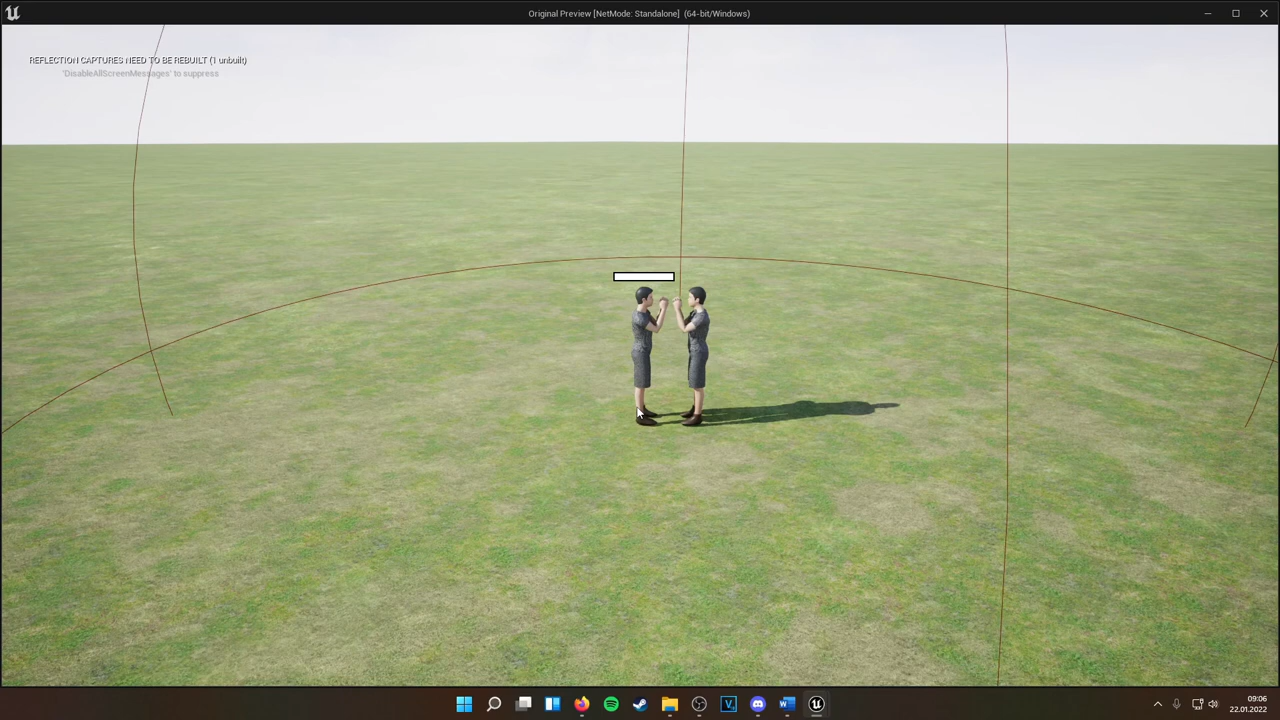 Original Preview [NetMode: Standalone] (64-bit/Windows)
REFLECTION CAPTURES NEED TO BE REBUILT (1 unbuilt)
'DisableAllScreenMessages' to suppress
09:06
22.01.2022